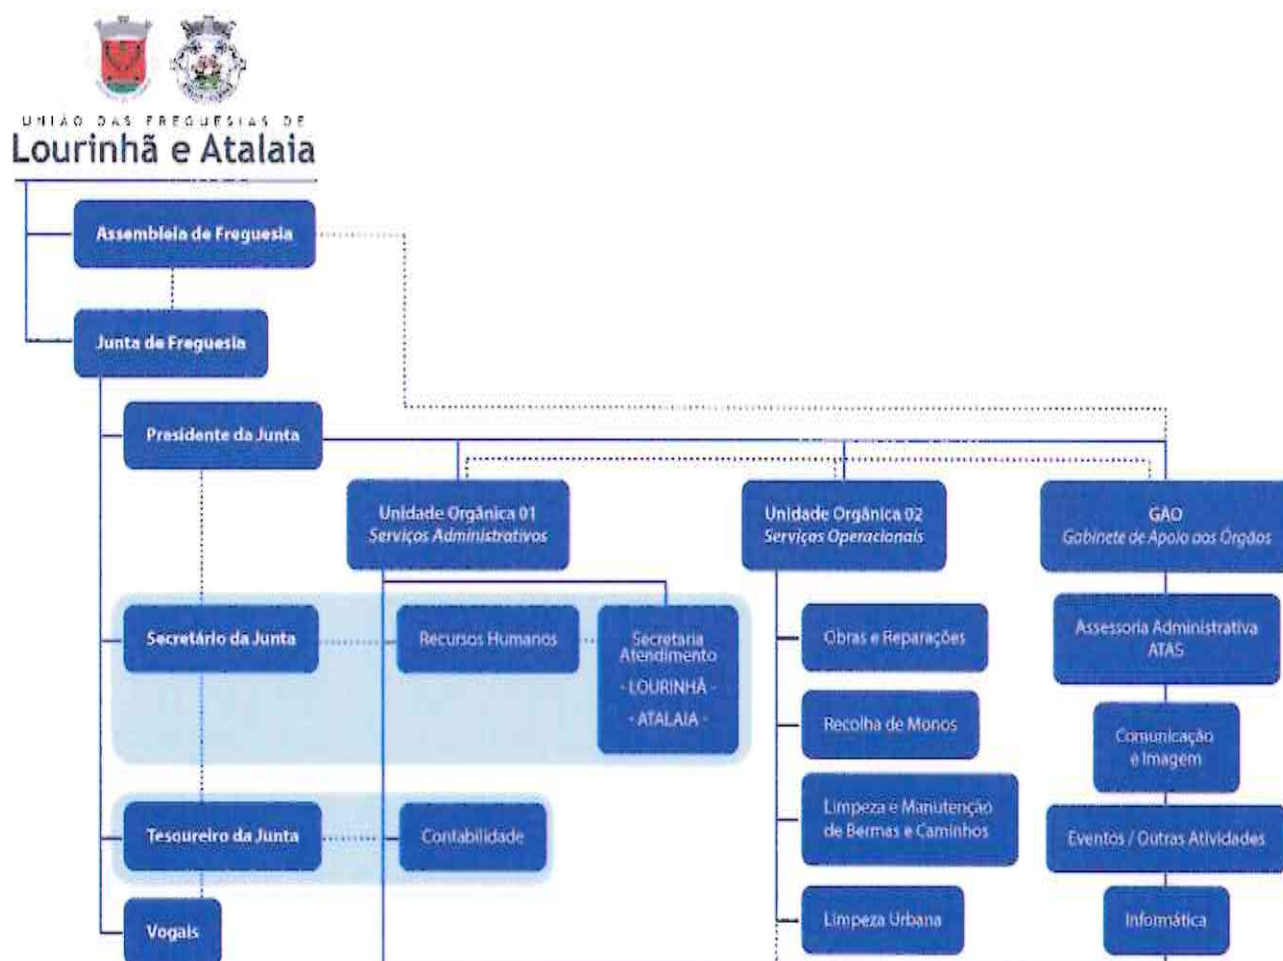 UNIÃO DAS FREGUESIAS DE
Lourinhã e Atalaia
Assembleia de Freguesia
Junta de Freguesia
Presidente da Junta
Unidade Orgânica 01
Serviços Administrativos
Unidade Orgânica 02
Serviços Operacionais
GAO
Gabinete de Apoio aos Órgãos
Secretário da Junta
Recursos Humanos
Secretaria
Atendimento
- LOURINHÃ -
- ATALAIA -
Obras e Reparações
Recolha de Monos
Limpeza e Manutenção
de Bermas e Caminhos
Limpeza Urbana
Assessoria Administrativa
ATAS
Comunicação
e Imagem
Eventos / Outras Atividades
Informática
Tesoureiro da Junta
Contabilidade
Vogais